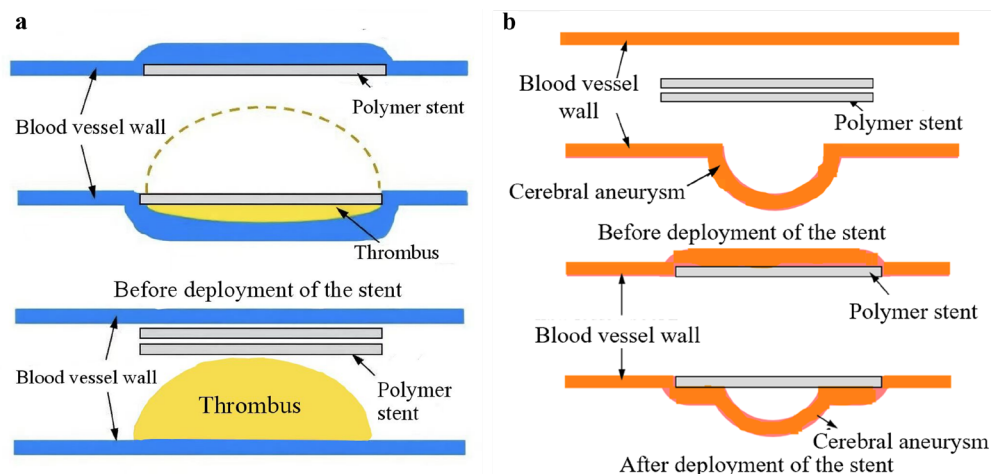 a
Polymer stent
Blood vessel wall
Thrombus
Before deployment of the stent
Blood vessel wall
Polymer
stent
Thrombus
b
Blood vessel
wall
Polymer stent
Cerebral aneurysm
Before deployment of the stent
Polymer stent
Blood vessel wall
Cerebral aneurysm
After deployment of the stent